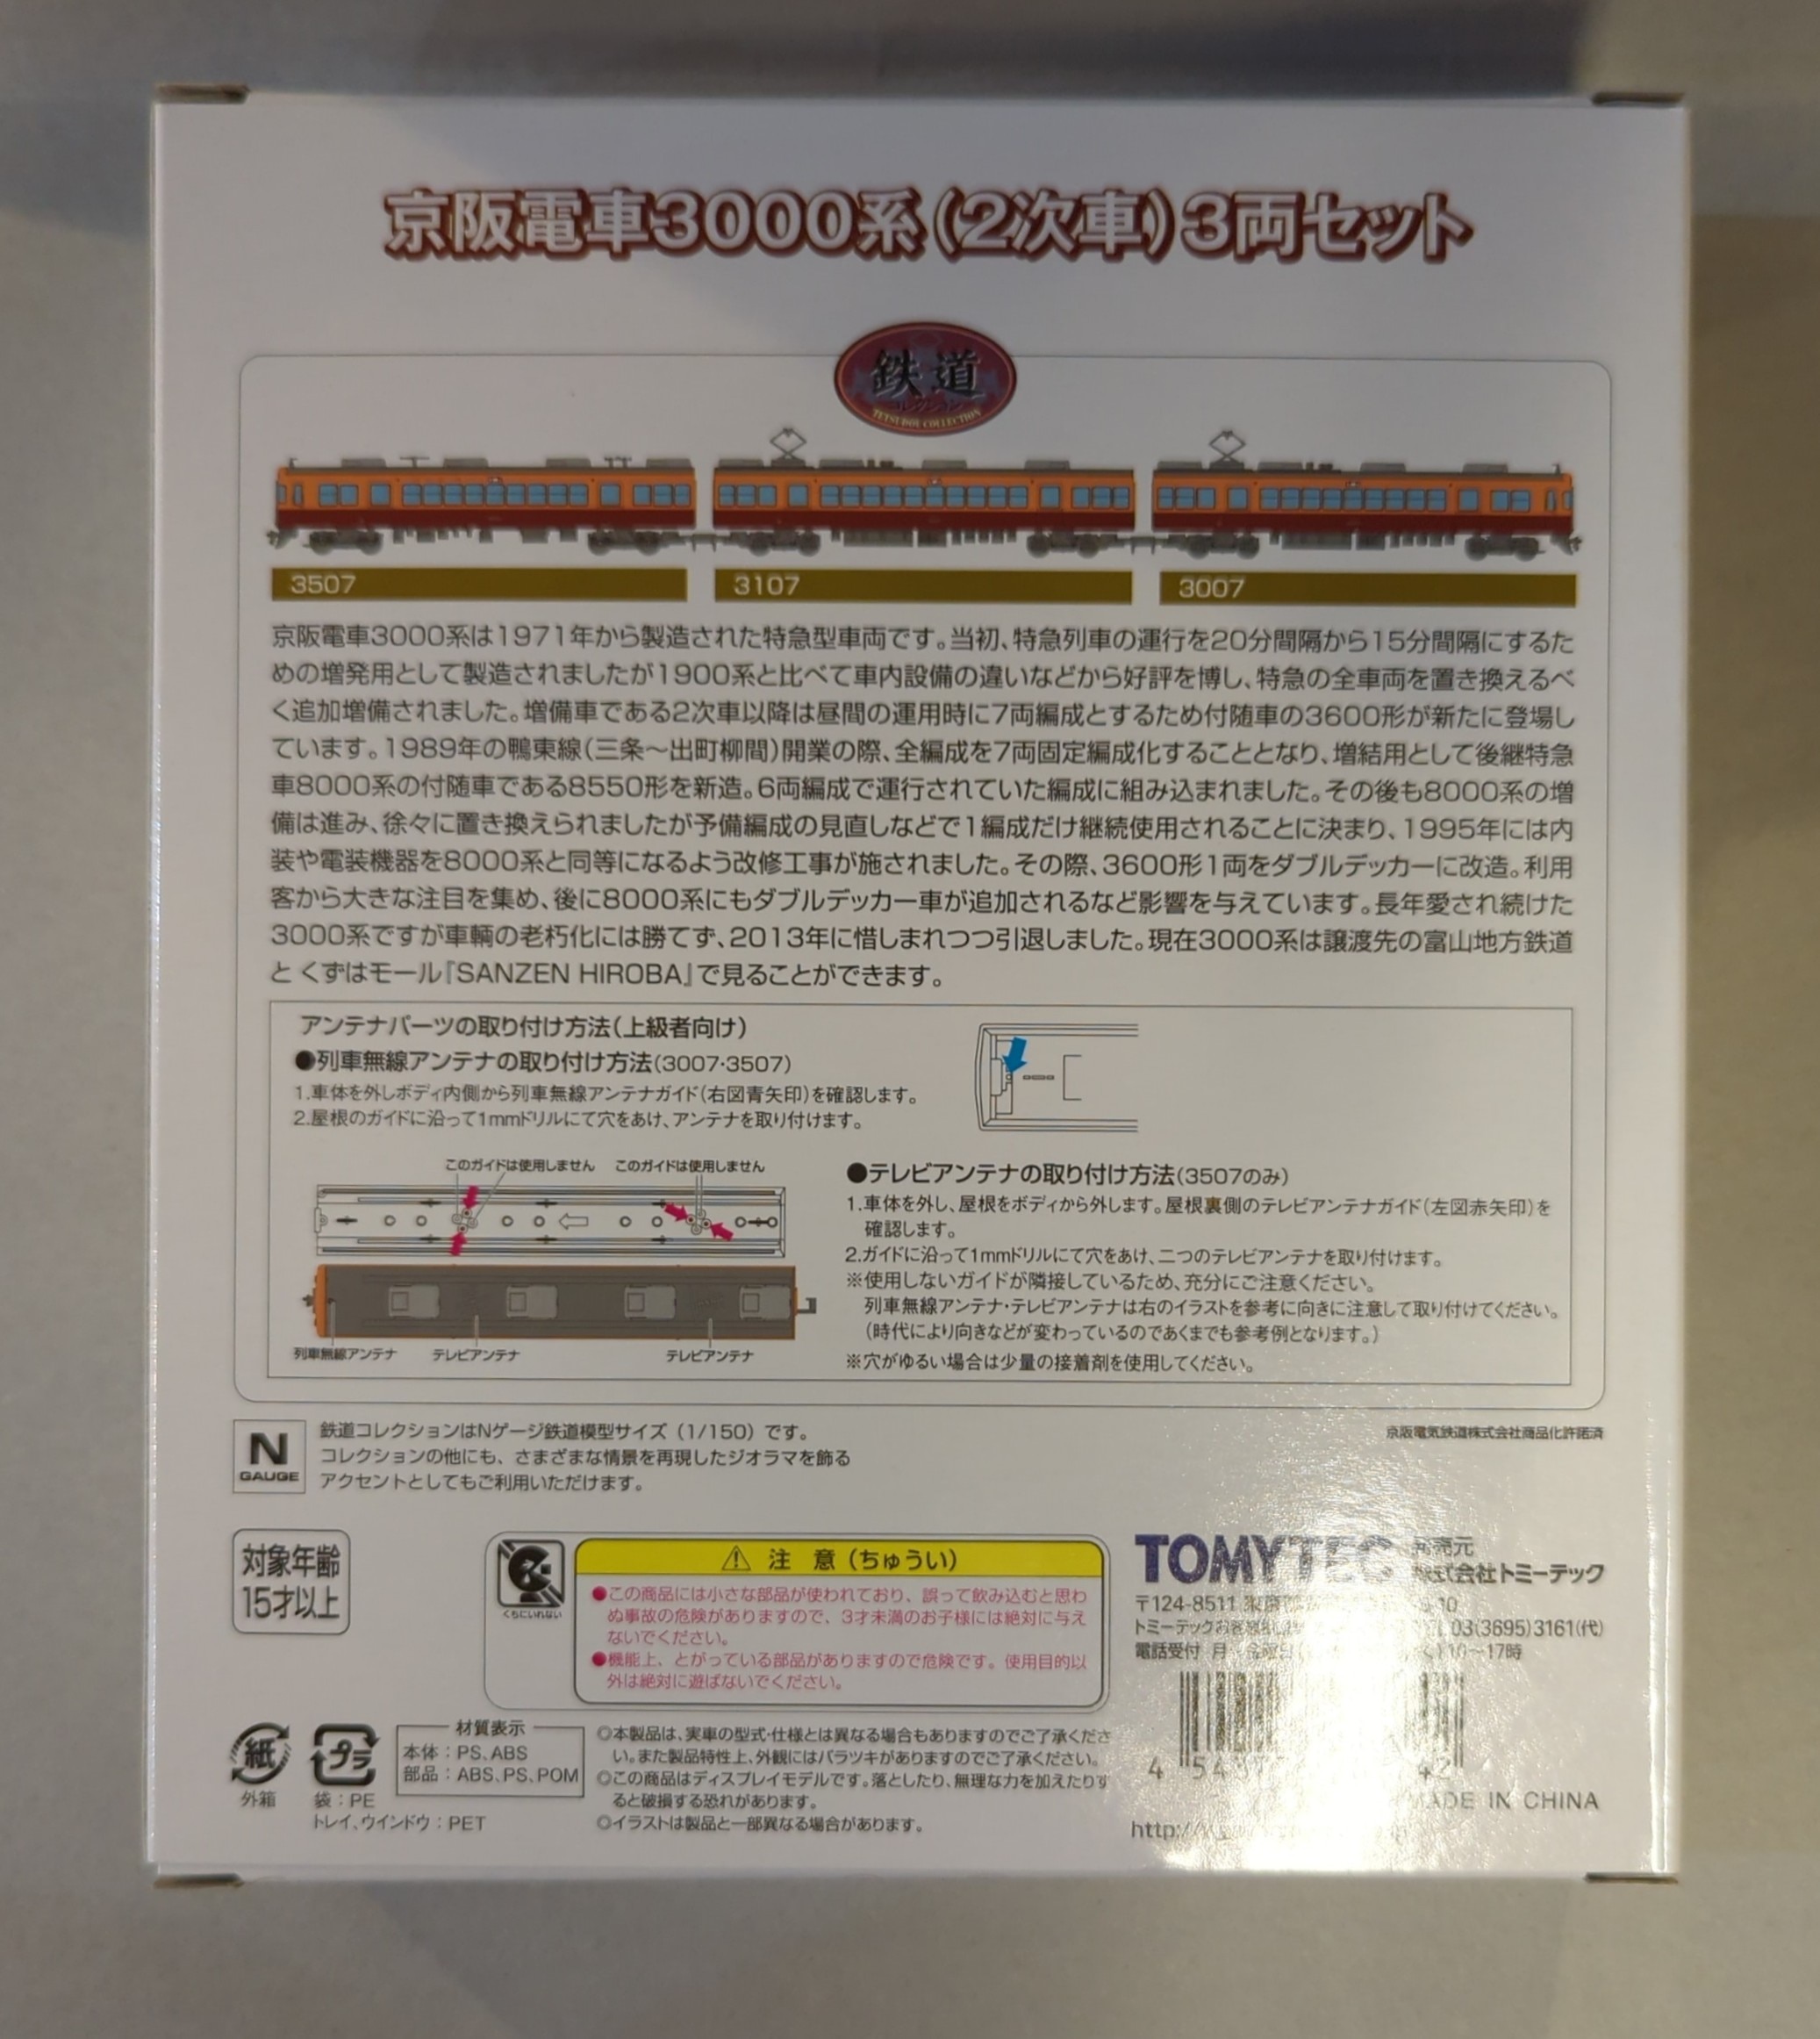 京阪電車3000系(2次車)3両セット
鉄道
コレクション
TETSUDOU COLLECTION
3507
3107
3007
京阪電車3000系は1971年から製造された特急型車両です。当初、特急列車の運行を20分間隔から15分間隔にするた
めの増発用として製造されましたが1900系と比べて車内設備の違いなどから好評を博し、特急の全車両を置き換えるべ
く追加増備されました。増備車である2次車以降は昼間の運用時に7両編成とするため付随車の3600形が新たに登場し
ています。1989年の鴨東線(三条～出町柳間)開業の際、全編成を7両固定編成化することとなり、増結用として後継特急
車8000系の付随車である8550形を新造。6両編成で運行されていた編成に組み込まれました。その後も8000系の増
備は進み、徐々に置き換えられましたが予備編成の見直しなどで1編成だけ継続使用されることに決まり、1995年には内
装や電装機器を8000系と同等になるよう改修工事が施されました。その際、3600形1両をダブルデッカーに改造。利用
客から大きな注目を集め、後に8000系にもダブルデッカー車が追加されるなど影響を与えています。長年愛され続けた
3000系ですが車輌の老朽化には勝てず、2013年に惜しまれつつ引退しました。現在3000系は譲渡先の富山地方鉄道
と くずはモール『SANZEN HIROBA』で見ることができます。
アンテナパーツの取り付け方法(上級者向け)
●列車無線アンテナの取り付け方法(3007・3507)
1.車体を外しボディ内側から列車無線アンテナガイド(右図青矢印)を確認します。
2.屋根のガイドに沿って1mmドリルにて穴をあけ、アンテナを取り付けます。
このガイドは使用しません このガイドは使用しません
列車無線アンテナ テレビアンテナ テレビアンテナ
●テレビアンテナの取り付け方法(3507のみ)
1.車体を外し、屋根をボディから外します。屋根裏側のテレビアンテナガイド(左図赤矢印)を
確認します。
2.ガイドに沿って1mmドリルにて穴をあけ、二つのテレビアンテナを取り付けます。
※使用しないガイドが隣接しているため、充分にご注意ください。
列車無線アンテナ・テレビアンテナは右のイラストを参考に向きに注意して取り付けてください。
(時代により向きなどが変わっているのであくまでも参考例となります。)
※穴がゆるい場合は少量の接着剤を使用してください。
N
GAUGE
鉄道コレクションはNゲージ鉄道模型サイズ(1/150)です。
コレクションの他にも、さまざまな情景を再現したジオラマを飾る
アクセントとしてもご利用いただけます。
京阪電気鉄道株式会社商品化許諾済
対象年齢
15才以上
くちにいれない
⚠ 注 意(ちゅうい)
●この商品には小さな部品が使われており、誤って飲み込むと思わ
ぬ事故の危険がありますので、3才未満のお子様には絶対に与え
ないでください。
●機能上、とがっている部品がありますので危険です。使用目的以
外は絶対に遊ばないでください。
TOMYTEC
株式会社トミーテック
〒124-8511
03(3695)3161(代)
電話受付 月
10～17時
紙
外箱
プラ
袋:PE
トレイ、ウインドウ:PET
材質表示
本体:PS、ABS
部品:ABS、PS、POM
◎本製品は、実車の型式・仕様とは異なる場合もありますのでご了承くださ
い。また製品特性上、外観にはバラツキがありますのでご了承ください。
◎この商品はディスプレイモデルです。落としたり、無理な力を加えたりす
ると破損する恐れがあります。
◎イラストは製品と一部異なる場合があります。
MADE IN CHINA